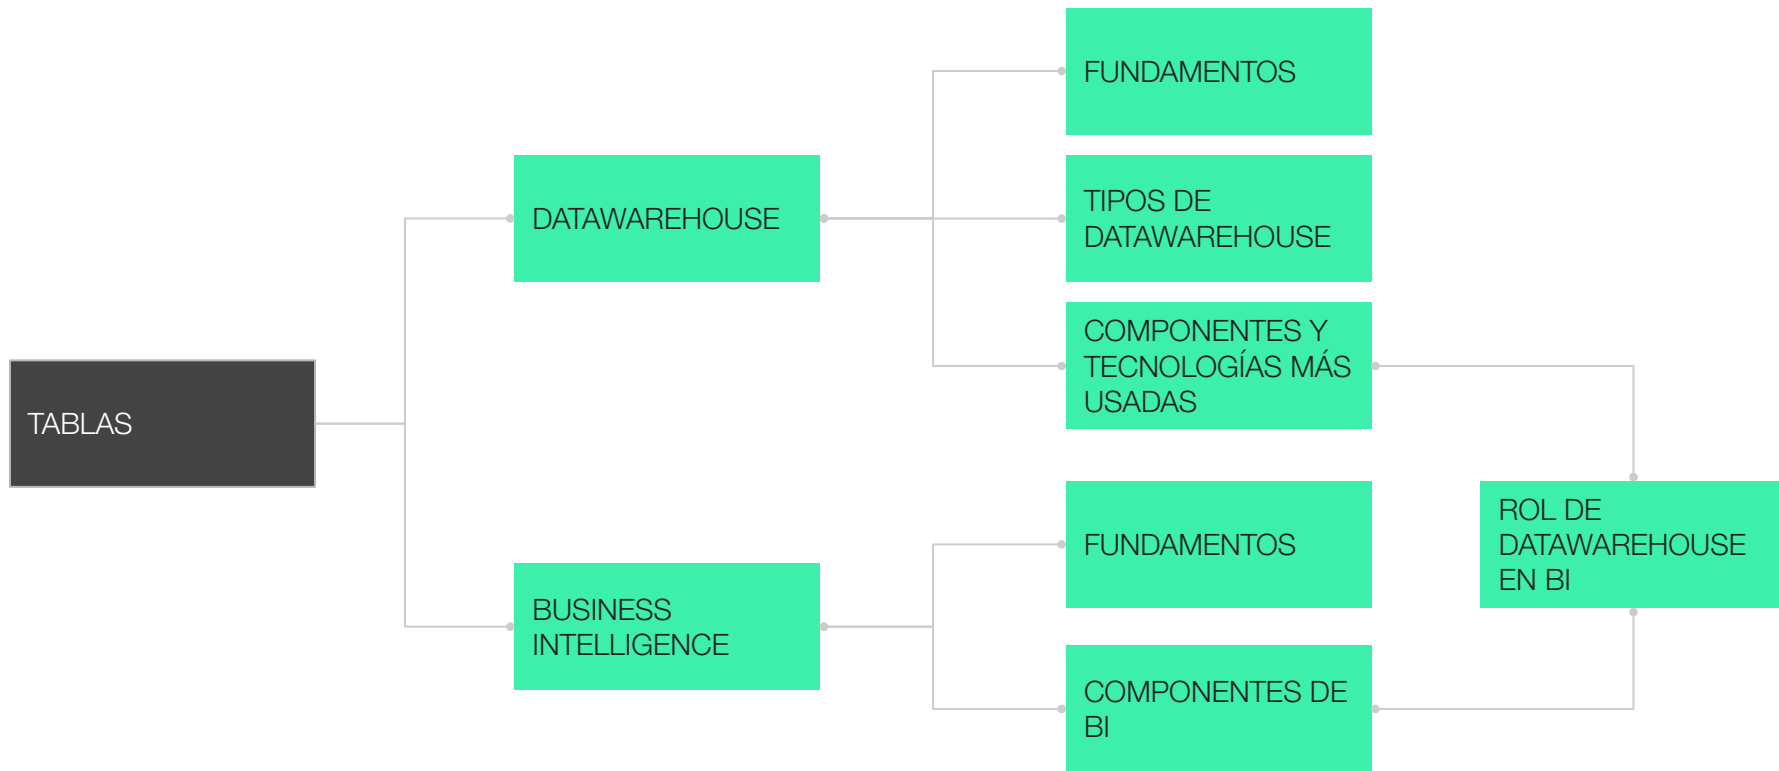 TABLAS
DATAWAREHOUSE
FUNDAMENTOS
TIPOS DE
DATAWAREHOUSE
COMPONENTES Y
TECNOLOGÍAS MÁS
USADAS
BUSINESS
INTELLIGENCE
FUNDAMENTOS
COMPONENTES DE
BI
ROL DE
DATAWAREHOUSE
EN BI